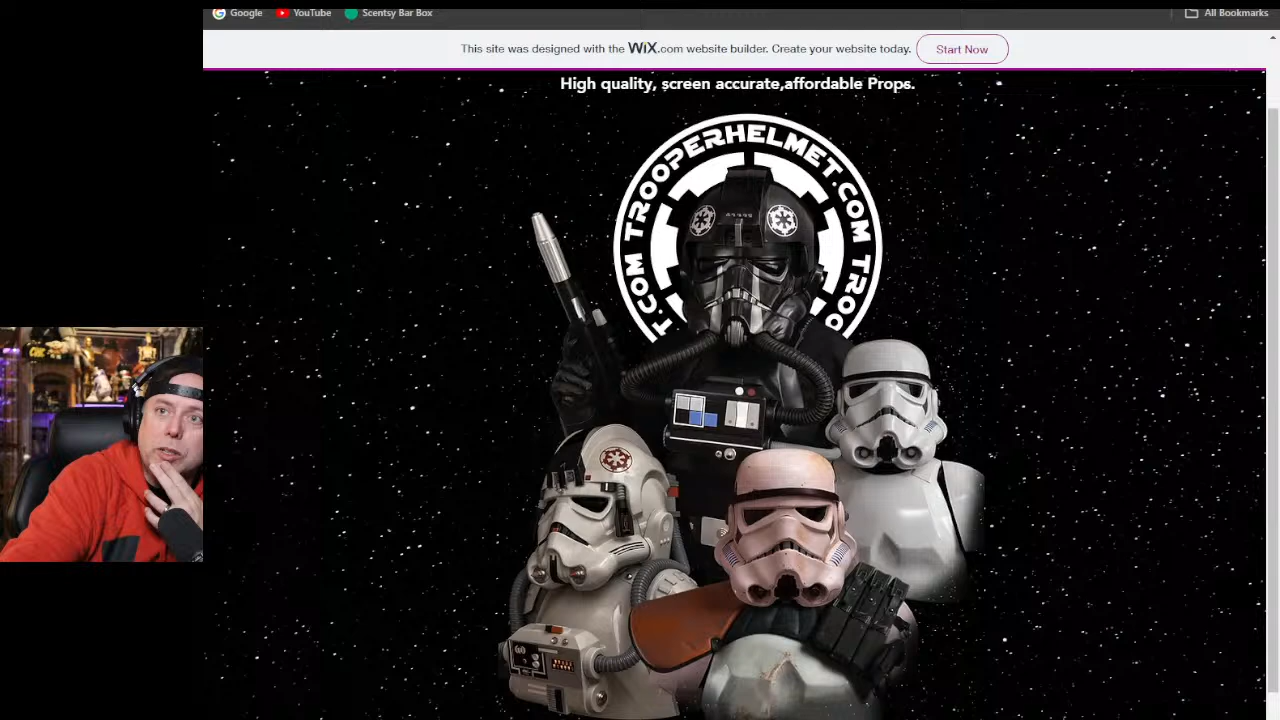 Google YouTube Scentsy Bar Box All Bookmarks
This site was designed with the WiX.com website builder. Create your website today. Start Now
High quality, screen accurate,affordable Props.
T.COM TROOPERHELMET.COM TROO